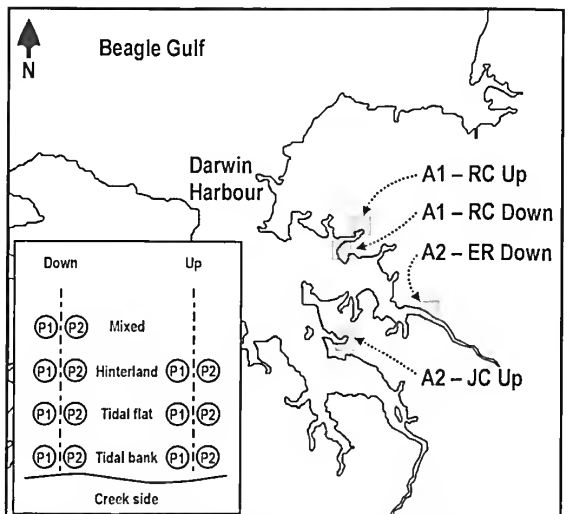 Beagle Gulf
N
Darwin
Harbour
A1 – RC Up
A1 – RC Down
A2 – ER Down
A2 – JC Up
Down Up
P1 P2 Mixed
P1 P2 Hinterland P1 P2
P1 P2 Tidal flat P1 P2
P1 P2 Tidal bank P1 P2
Creek side